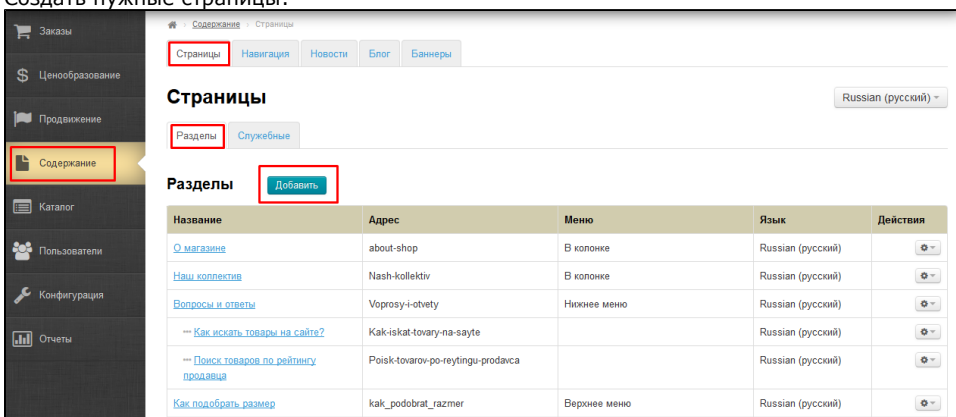 Создать нужные страницы:
Заказы
Ценообразование
Продвижение
Содержание
Каталог
Пользователи
Конфигурация
Отчеты
Содержание › Страницы
Страницы Навигация Новости Блог Баннеры
Страницы
Russian (русский)
Разделы Служебные
Разделы Добавить
Название Адрес Меню Язык Действия
О магазине about-shop В колонке Russian (русский)
Наш коллектив Nash-kollektiv В колонке Russian (русский)
Вопросы и ответы Voprosy-i-otvety Нижнее меню Russian (русский)
Как искать товары на сайте? Kak-iskat-tovary-na-sayte Russian (русский)
Поиск товаров по рейтингу Poisk-tovarov-po-reytingu-prodavca Russian (русский)
продавца
Как подобрать размер kak_podobrat_razmer Верхнее меню Russian (русский)